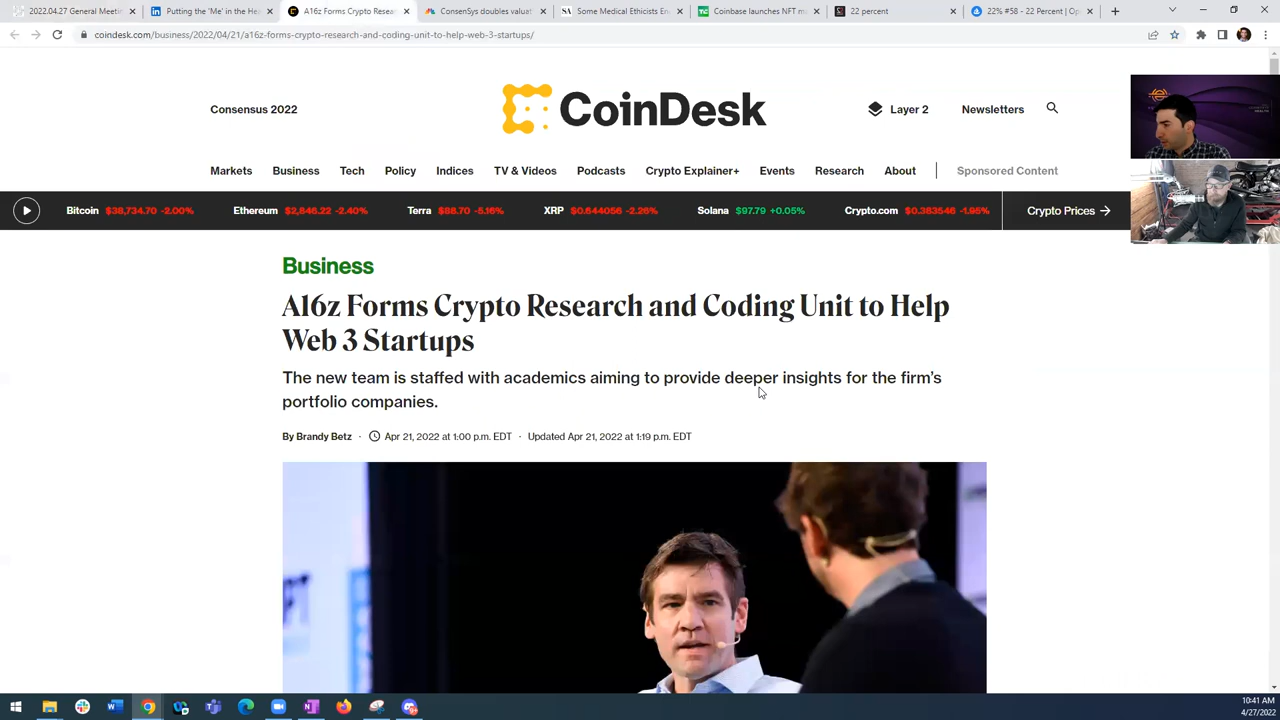 2022.04.27 General Meeti
Putting the 'Me' in the Hea
A16z Forms Crypto Resea
ConsenSys doubles valuat
Some Medical Ethicists En
Coinbase launches NFT m
22 percent
22% #58 - 22 Percent | Op
coindesk.com/business/2022/04/21/a16z-forms-crypto-research-and-coding-unit-to-help-web-3-startups/
Consensus 2022
CoinDesk
Layer 2
Newsletters
Markets Business Tech Policy Indices TV & Videos Podcasts Crypto Explainer+ Events Research About Sponsored Content
Bitcoin $38,734.70 -2.00% Ethereum $2,846.22 -2.40% Terra $88.70 -5.16% XRP $0.644056 -2.26% Solana $97.79 +0.05% Crypto.com $0.383546 -1.95% Crypto Prices
Business
A16z Forms Crypto Research and Coding Unit to Help
Web 3 Startups
The new team is staffed with academics aiming to provide deeper insights for the firm's
portfolio companies.
By Brandy Betz · Apr 21, 2022 at 1:00 p.m. EDT · Updated Apr 21, 2022 at 1:19 p.m. EDT
10:41 AM
4/27/2022